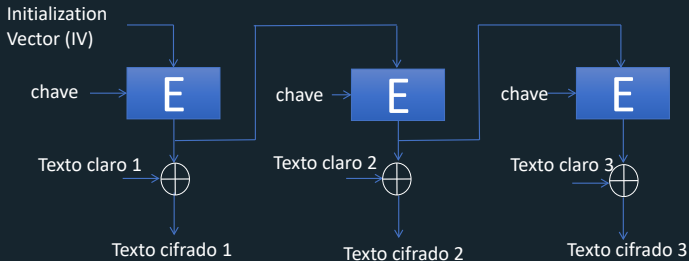 Initialization
Vector (IV)
chave
E
chave
E
chave
E
Texto claro 1
Texto claro 2
Texto claro 3
Texto cifrado 1
Texto cifrado 2
Texto cifrado 3